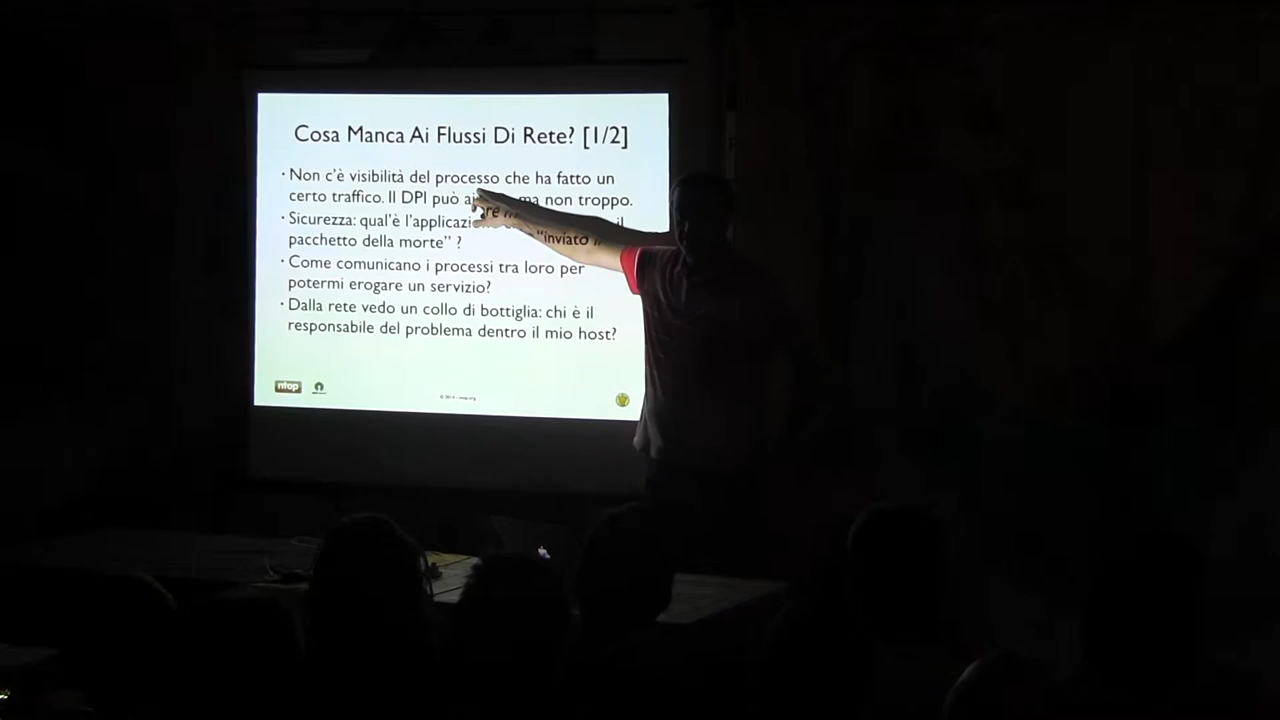 Cosa Manca Ai Flussi Di Rete? [1/2]
• Non c'è visibilità del processo che ha fatto un
certo traffico. Il DPI può ma non troppo.
• Sicurezza: qual'è "inviato il
pacchetto della morte" ?
• Come comunicano i processi tra loro per
potermi erogare un servizio?
• Dalla rete vedo un collo di bottiglia: chi è il
responsabile del problema dentro il mio host?
ntop
© 2014 - ntop.org